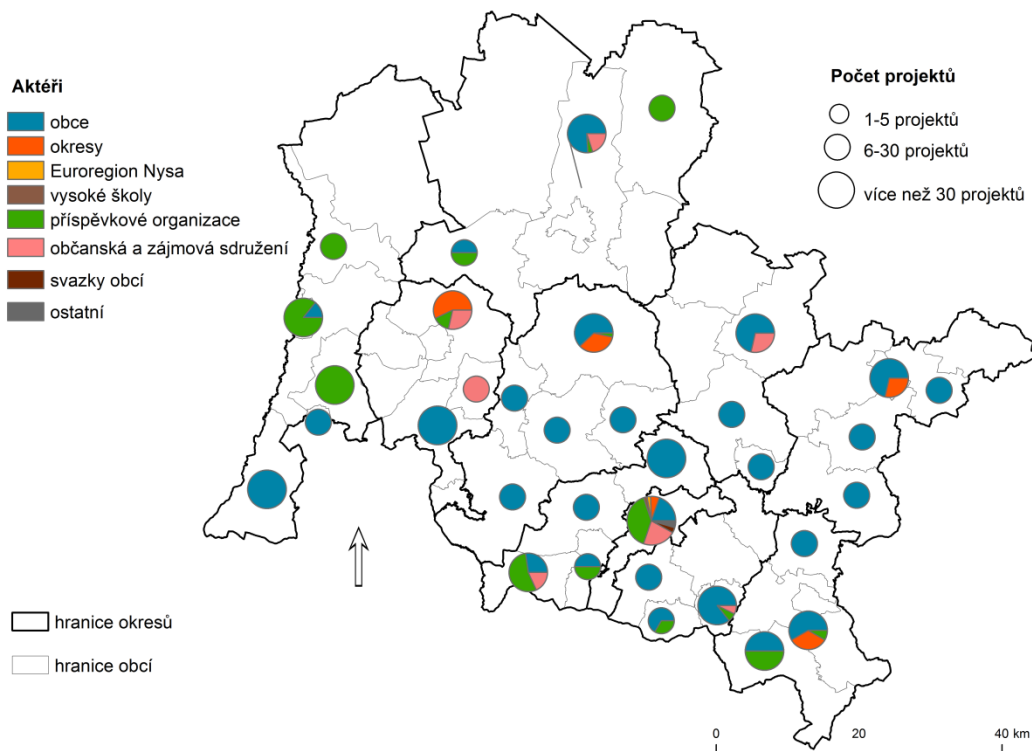 Aktéři
obce
okresy
Euroregion Nysa
vysoké školy
příspěvkové organizace
občanská a zájmová sdružení
svazky obcí
ostatní
Počet projektů
1-5 projektů
6-30 projektů
více než 30 projektů
hranice okresů
hranice obcí
0 20 40 km